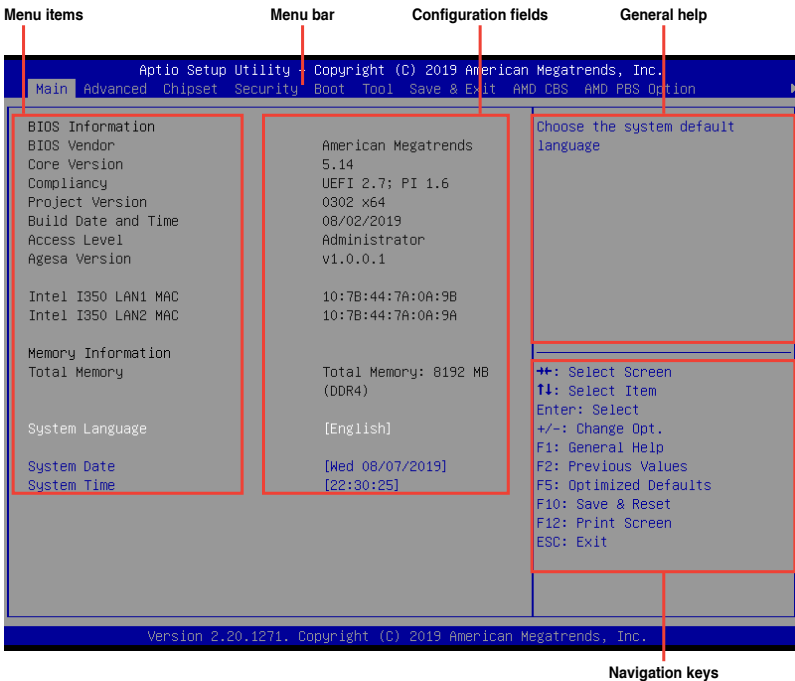 Menu items Menu bar Configuration fields General help
Aptio Setup Utility - Copyright (C) 2019 American Megatrends, Inc.
Main Advanced Chipset Security Boot Tool Save & Exit AMD CBS AMD PBS Option
BIOS Information
BIOS Vendor American Megatrends
Core Version 5.14
Compliancy UEFI 2.7; PI 1.6
Project Version 0302 x64
Build Date and Time 08/02/2019
Access Level Administrator
Agesa Version v1.0.0.1
Intel I350 LAN1 MAC 10:7B:44:7A:0A:9B
Intel I350 LAN2 MAC 10:7B:44:7A:0A:9A
Memory Information
Total Memory Total Memory: 8192 MB
(DDR4)
System Language [English]
System Date [Wed 08/07/2019]
System Time [22:30:25]
Choose the system default
language
→←: Select Screen
↑↓: Select Item
Enter: Select
+/-: Change Opt.
F1: General Help
F2: Previous Values
F5: Optimized Defaults
F10: Save & Reset
F12: Print Screen
ESC: Exit
Version 2.20.1271. Copyright (C) 2019 American Megatrends, Inc.
Navigation keys